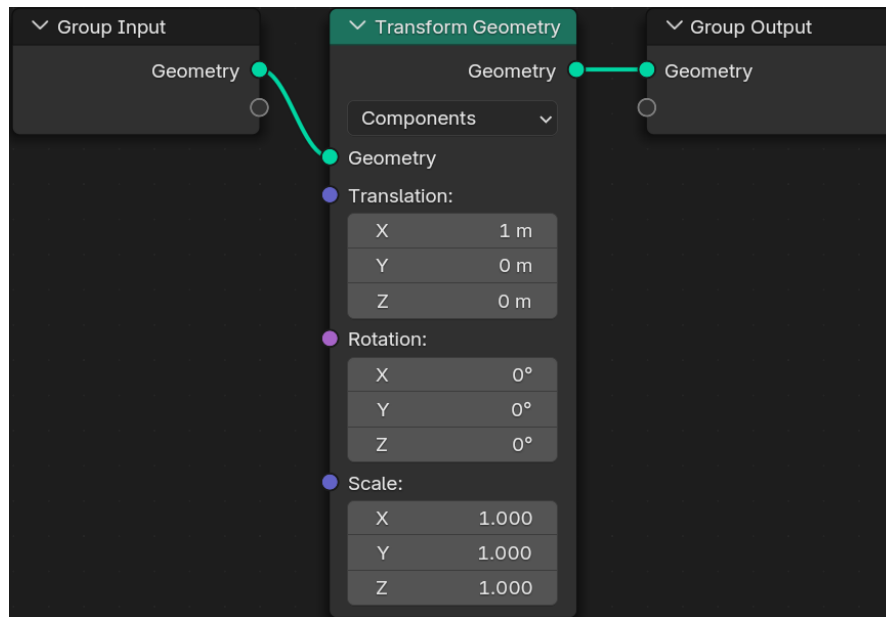 Group Input
Geometry
Transform Geometry
Geometry
Components
Geometry
Translation:
X 1 m
Y 0 m
Z 0 m
Rotation:
X 0°
Y 0°
Z 0°
Scale:
X 1.000
Y 1.000
Z 1.000
Group Output
Geometry